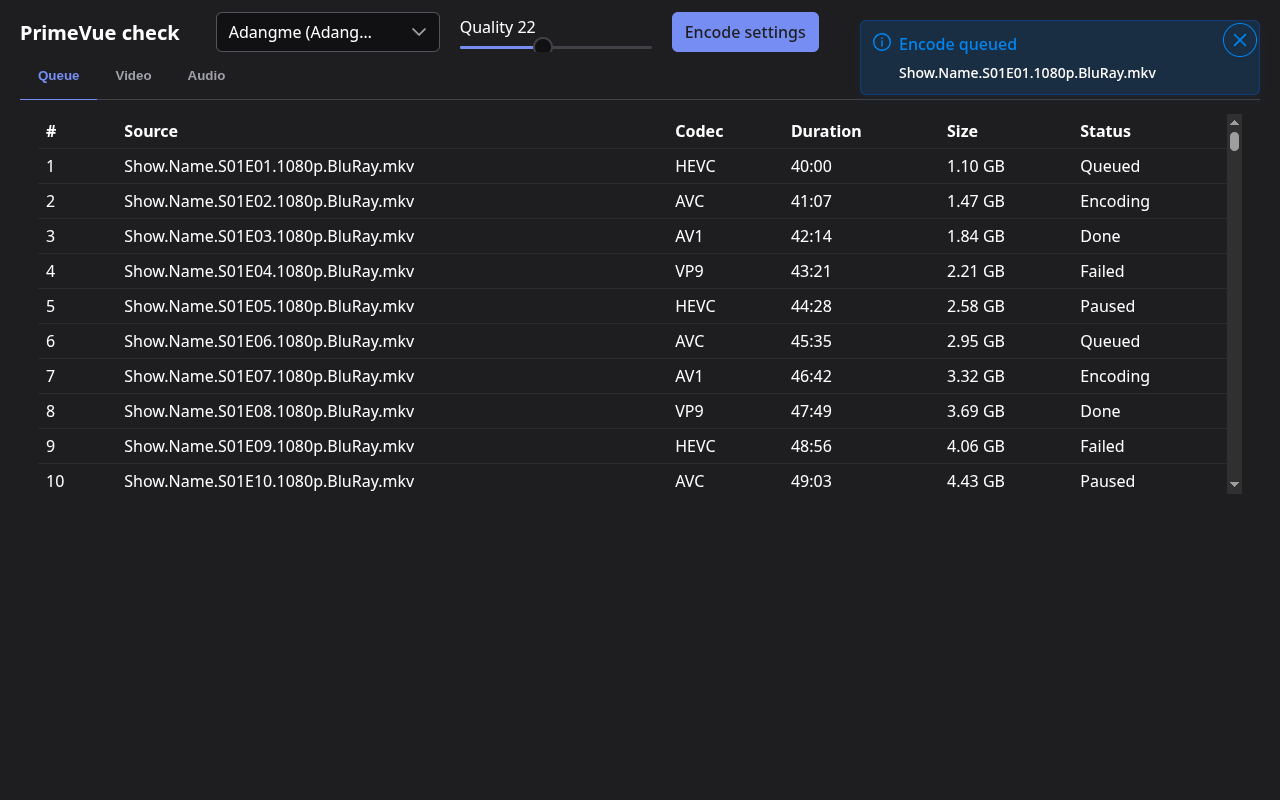 PrimeVue check
Adangme (Adang...
Quality 22
Encode settings
Encode queued
Show.Name.S01E01.1080p.BluRay.mkv
Queue Video Audio
# Source Codec Duration Size Status
1 Show.Name.S01E01.1080p.BluRay.mkv HEVC 40:00 1.10 GB Queued
2 Show.Name.S01E02.1080p.BluRay.mkv AVC 41:07 1.47 GB Encoding
3 Show.Name.S01E03.1080p.BluRay.mkv AV1 42:14 1.84 GB Done
4 Show.Name.S01E04.1080p.BluRay.mkv VP9 43:21 2.21 GB Failed
5 Show.Name.S01E05.1080p.BluRay.mkv HEVC 44:28 2.58 GB Paused
6 Show.Name.S01E06.1080p.BluRay.mkv AVC 45:35 2.95 GB Queued
7 Show.Name.S01E07.1080p.BluRay.mkv AV1 46:42 3.32 GB Encoding
8 Show.Name.S01E08.1080p.BluRay.mkv VP9 47:49 3.69 GB Done
9 Show.Name.S01E09.1080p.BluRay.mkv HEVC 48:56 4.06 GB Failed
10 Show.Name.S01E10.1080p.BluRay.mkv AVC 49:03 4.43 GB Paused